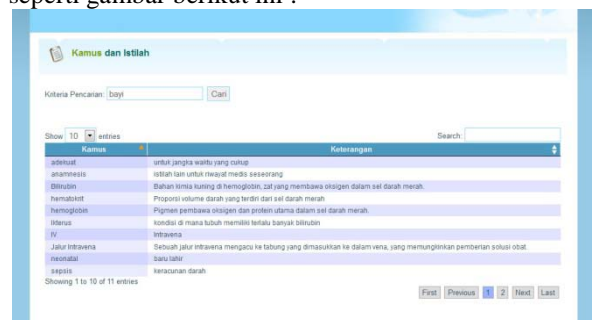 seperti gambar berikut ini :
Kamus dan Istilah
Kriteria Pencarian: bayi Cari
Show 10 entries Search:
Kamus Keterangan
adekuat untuk jangka waktu yang cukup
anamnesis istilah lain untuk riwayat medis seseorang
Bilirubin Bahan kimia kuning di hemoglobin, zat yang membawa oksigen dalam sel darah merah.
hematokrit Proporsi volume darah yang terdiri dari sel darah merah
hemoglobin Pigmen pembawa oksigen dan protein utama dalam sel darah merah.
Ikterus kondisi di mana tubuh memiliki terlalu banyak bilirubin
IV Intravena
Jalur Intravena Sebuah jalur intravena mengacu ke tabung yang dimasukkan ke dalam vena, yang memungkinkan pemberian solusi obat.
neonatal baru lahir
sepsis keracunan darah
Showing 1 to 10 of 11 entries
First Previous 1 2 Next Last